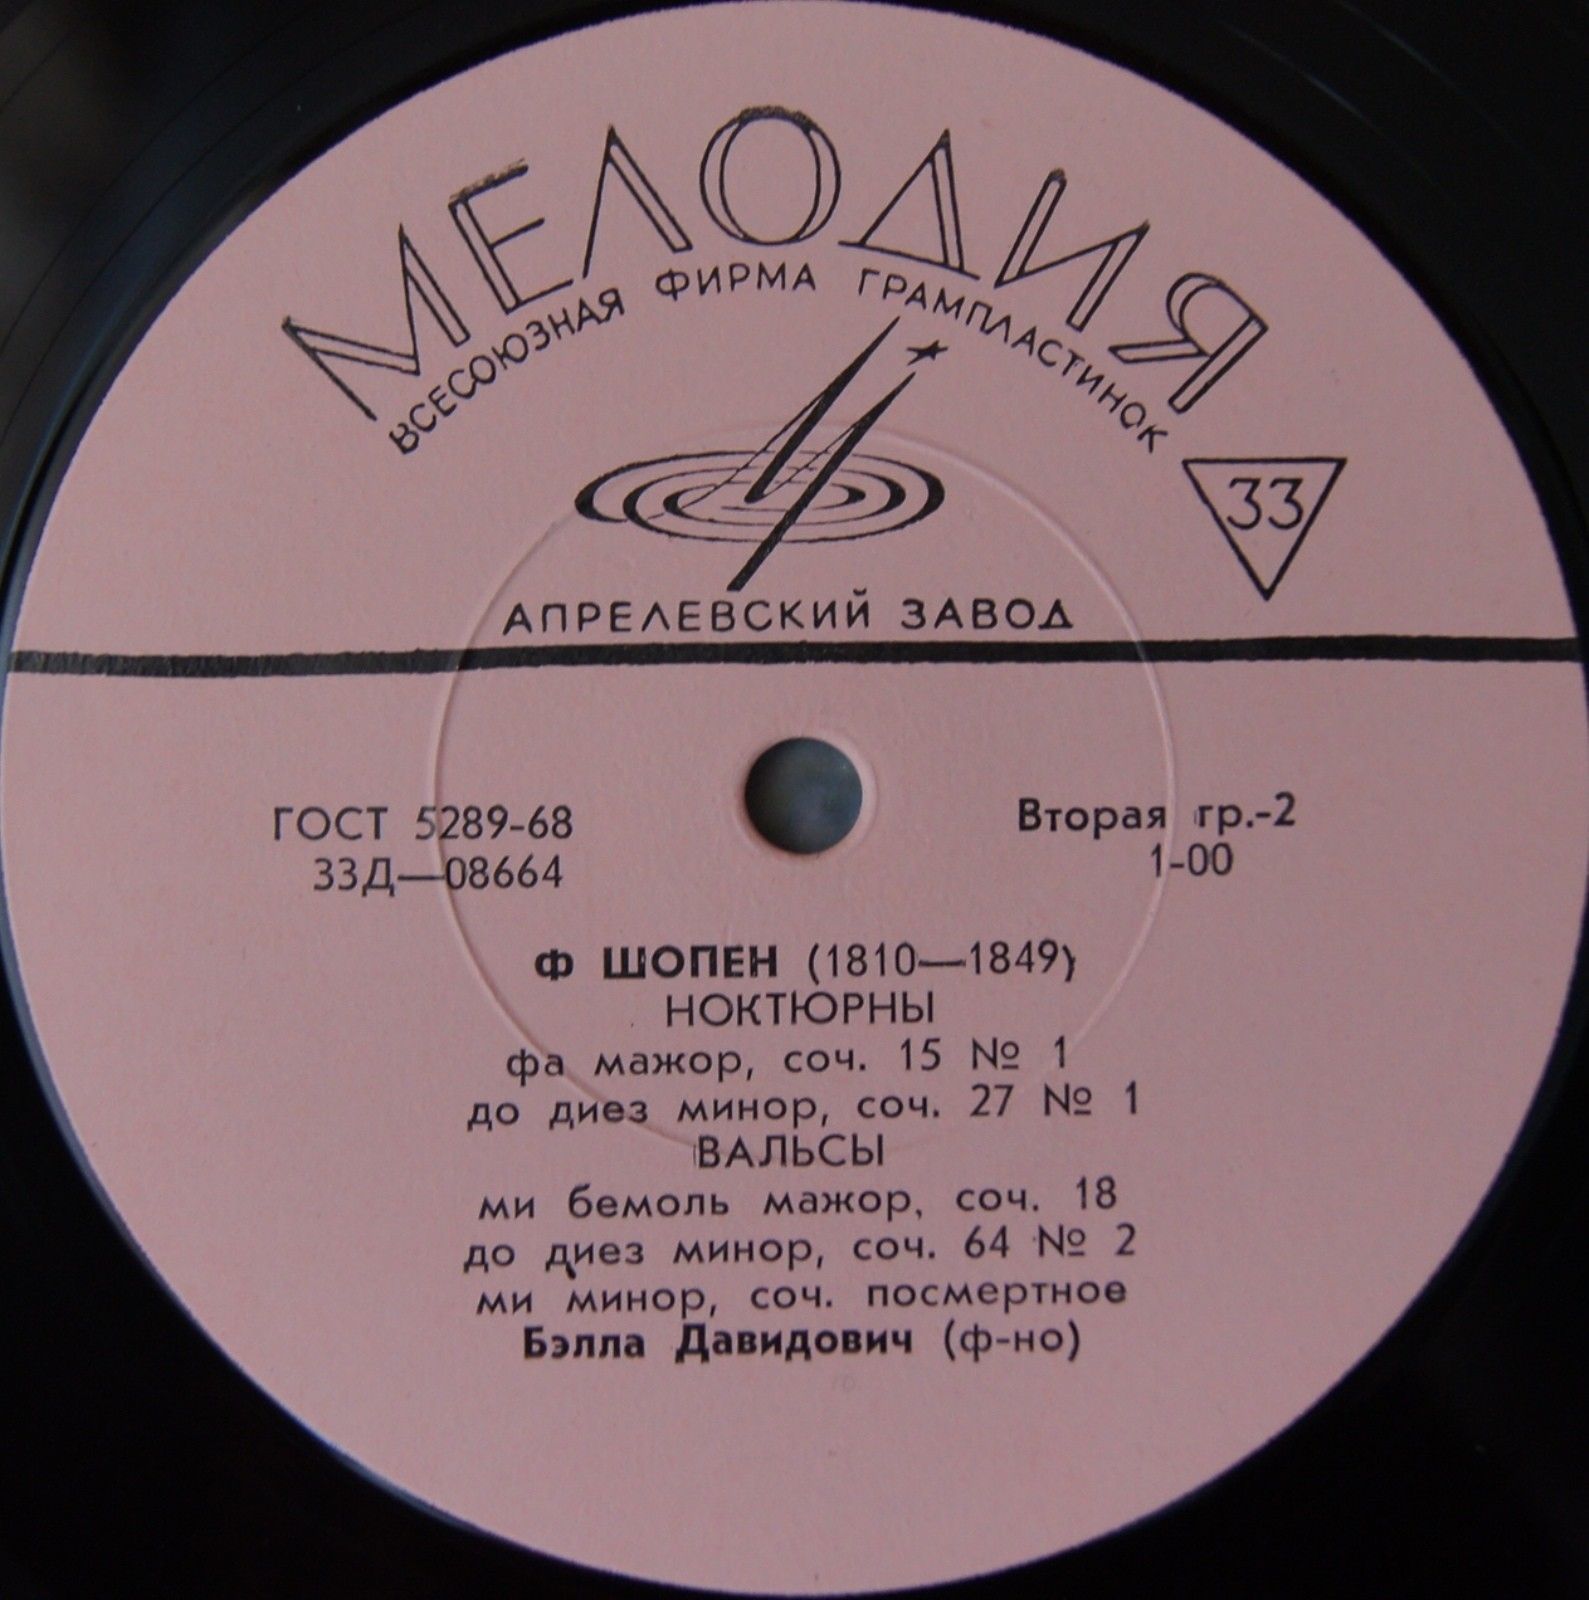 МЕЛОДИЯ
ВСЕСОЮЗНАЯ ФИРМА ГРАМПЛАСТИНОК
33
АПРЕЛЕВСКИЙ ЗАВОД
ГОСТ 5289-68
33Д—08664
Вторая гр.-2
1-00
Ф ШОПЕН (1810—1849)
НОКТЮРНЫ
фа мажор, соч. 15 № 1
до диез минор, соч. 27 № 1
ВАЛЬСЫ
ми бемоль мажор, соч. 18
до диез минор, соч. 64 № 2
ми минор, соч. посмертное
Бэлла Давидович (ф-но)